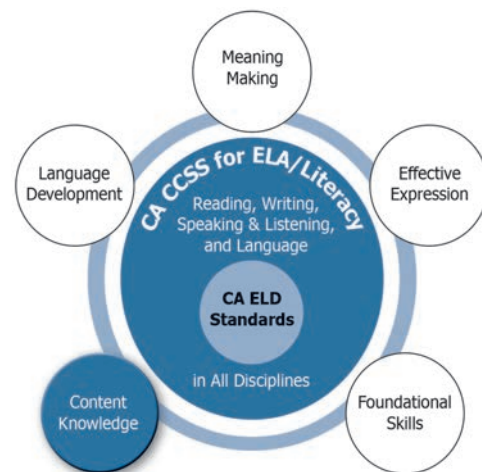 Meaning
Making
Language
Development
Effective
Expression
CA CCSS for ELA/Literacy
Reading, Writing,
Speaking & Listening,
and Language
CA ELD
Standards
in All Disciplines
Content
Knowledge
Foundational
Skills